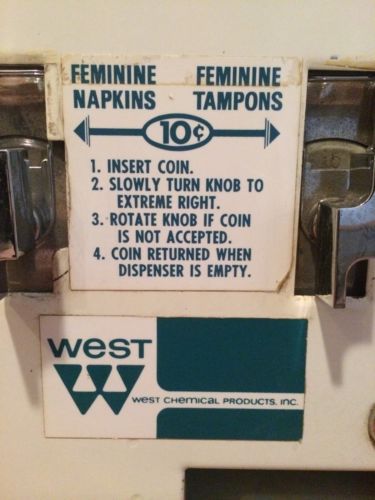 FEMININE NAPKINS
FEMININE TAMPONS
10¢
1. INSERT COIN.
2. SLOWLY TURN KNOB TO
EXTREME RIGHT.
3. ROTATE KNOB IF COIN
IS NOT ACCEPTED.
4. COIN RETURNED WHEN
DISPENSER IS EMPTY.
west
W
west chemical products, inc.